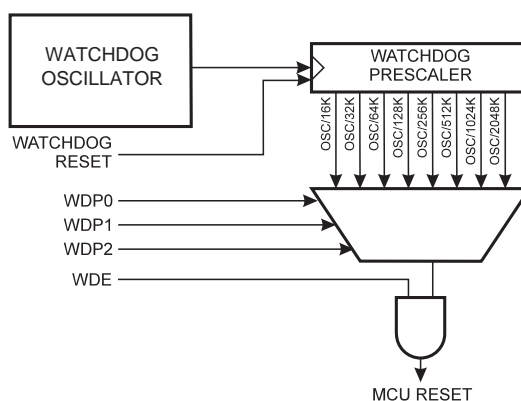 WATCHDOG
OSCILLATOR
WATCHDOG
PRESCALER
WATCHDOG
RESET
OSC/16K
OSC/32K
OSC/64K
OSC/128K
OSC/256K
OSC/512K
OSC/1024K
OSC/2048K
WDP0
WDP1
WDP2
WDE
MCU RESET